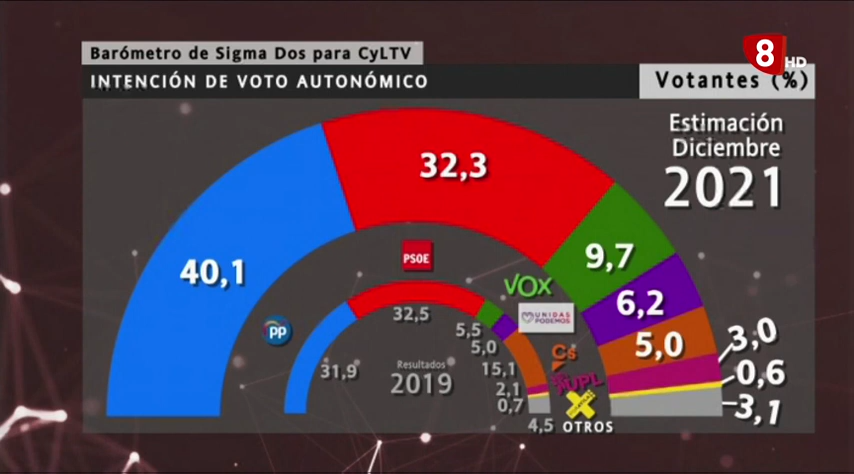 8 HD
Barómetro de Sigma Dos para CyLTV
INTENCIÓN DE VOTO AUTONÓMICO
Votantes (%)
Estimación
Diciembre
2021
32,3
40,1
9,7
6,2
5,0
3,0
0,6
3,1
PSOE
VOX
UNIDAS
PODEMOS
PP
Cs
UPL
32,5
5,5
5,0
31,9
Resultados
2019
15,1
2,1
0,7
4,5 OTROS